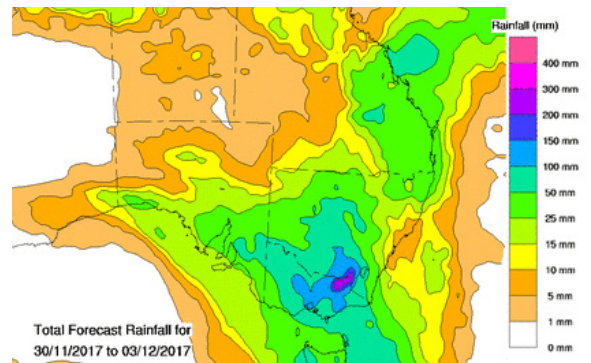 Rainfall (mm)
400 mm
300 mm
200 mm
150 mm
100 mm
50 mm
25 mm
15 mm
10 mm
5 mm
1 mm
0 mm
Total Forecast Rainfall for
30/11/2017 to 03/12/2017